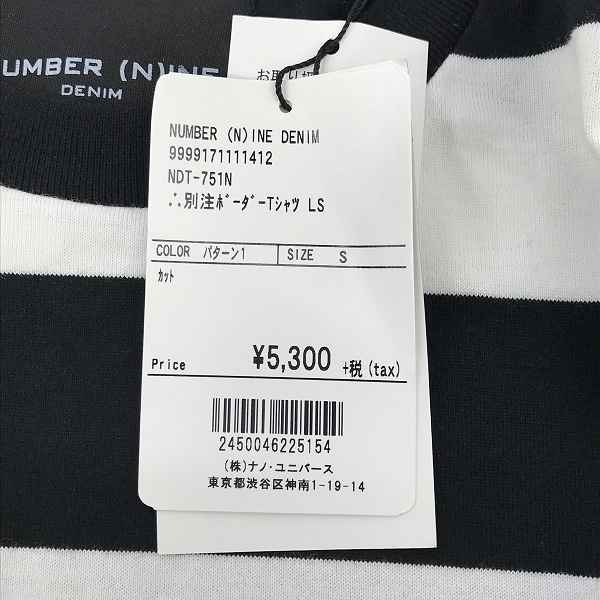 UMBER (N)INE
DENIM
お取り扱
NUMBER (N)INE DENIM
9999171111412
NDT-751N
∴別注ﾎﾞｰﾀﾞｰTｼｬﾂ LS
COLOR パターン1 SIZE S
ｶｯﾄ
Price ¥5,300 +税(tax)
2450046225154
(株)ナノ・ユニバース
東京都渋谷区神南1-19-14